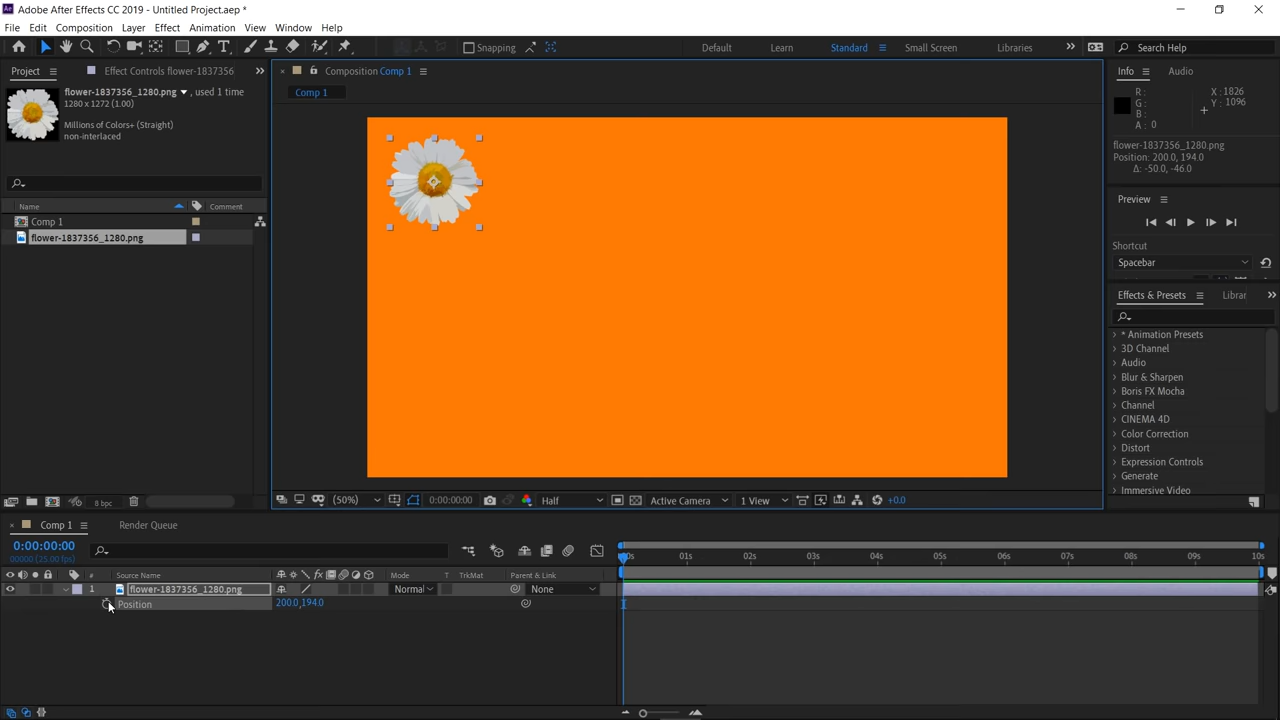 Adobe After Effects CC 2019 - Untitled Project.aep *
File Edit Composition Layer Effect Animation View Window Help
Snapping Default Learn Standard Small Screen Libraries Search Help
Project Effect Controls flower-1837356
flower-1837356_1280.png , used 1 time
1280 x 1272 (1.00)
Millions of Colors+ (Straight)
non-interlaced
Name Comment
Comp 1
flower-1837356_1280.png
8 bpc
Composition Comp 1
Comp 1
(50%) 0:00:00:00 Half Active Camera 1 View +0.0
Info Audio
R: X : 1826
G: Y : 1096
B:
A : 0
flower-1837356_1280.png
Position: 200.0, 194.0
Δ: -50.0, -46.0
Preview
Shortcut
Spacebar
Effects & Presets Librar
* Animation Presets
3D Channel
Audio
Blur & Sharpen
Boris FX Mocha
Channel
CINEMA 4D
Color Correction
Distort
Expression Controls
Generate
Immersive Video
Comp 1 Render Queue
0:00:00:00
00000 (25.00 fps)
01s 02s 03s 04s 05s 06s 07s 08s 09s 10s
# Source Name Mode T TrkMat Parent & Link
1 flower-1837356_1280.png Normal None
Position 200.0,194.0